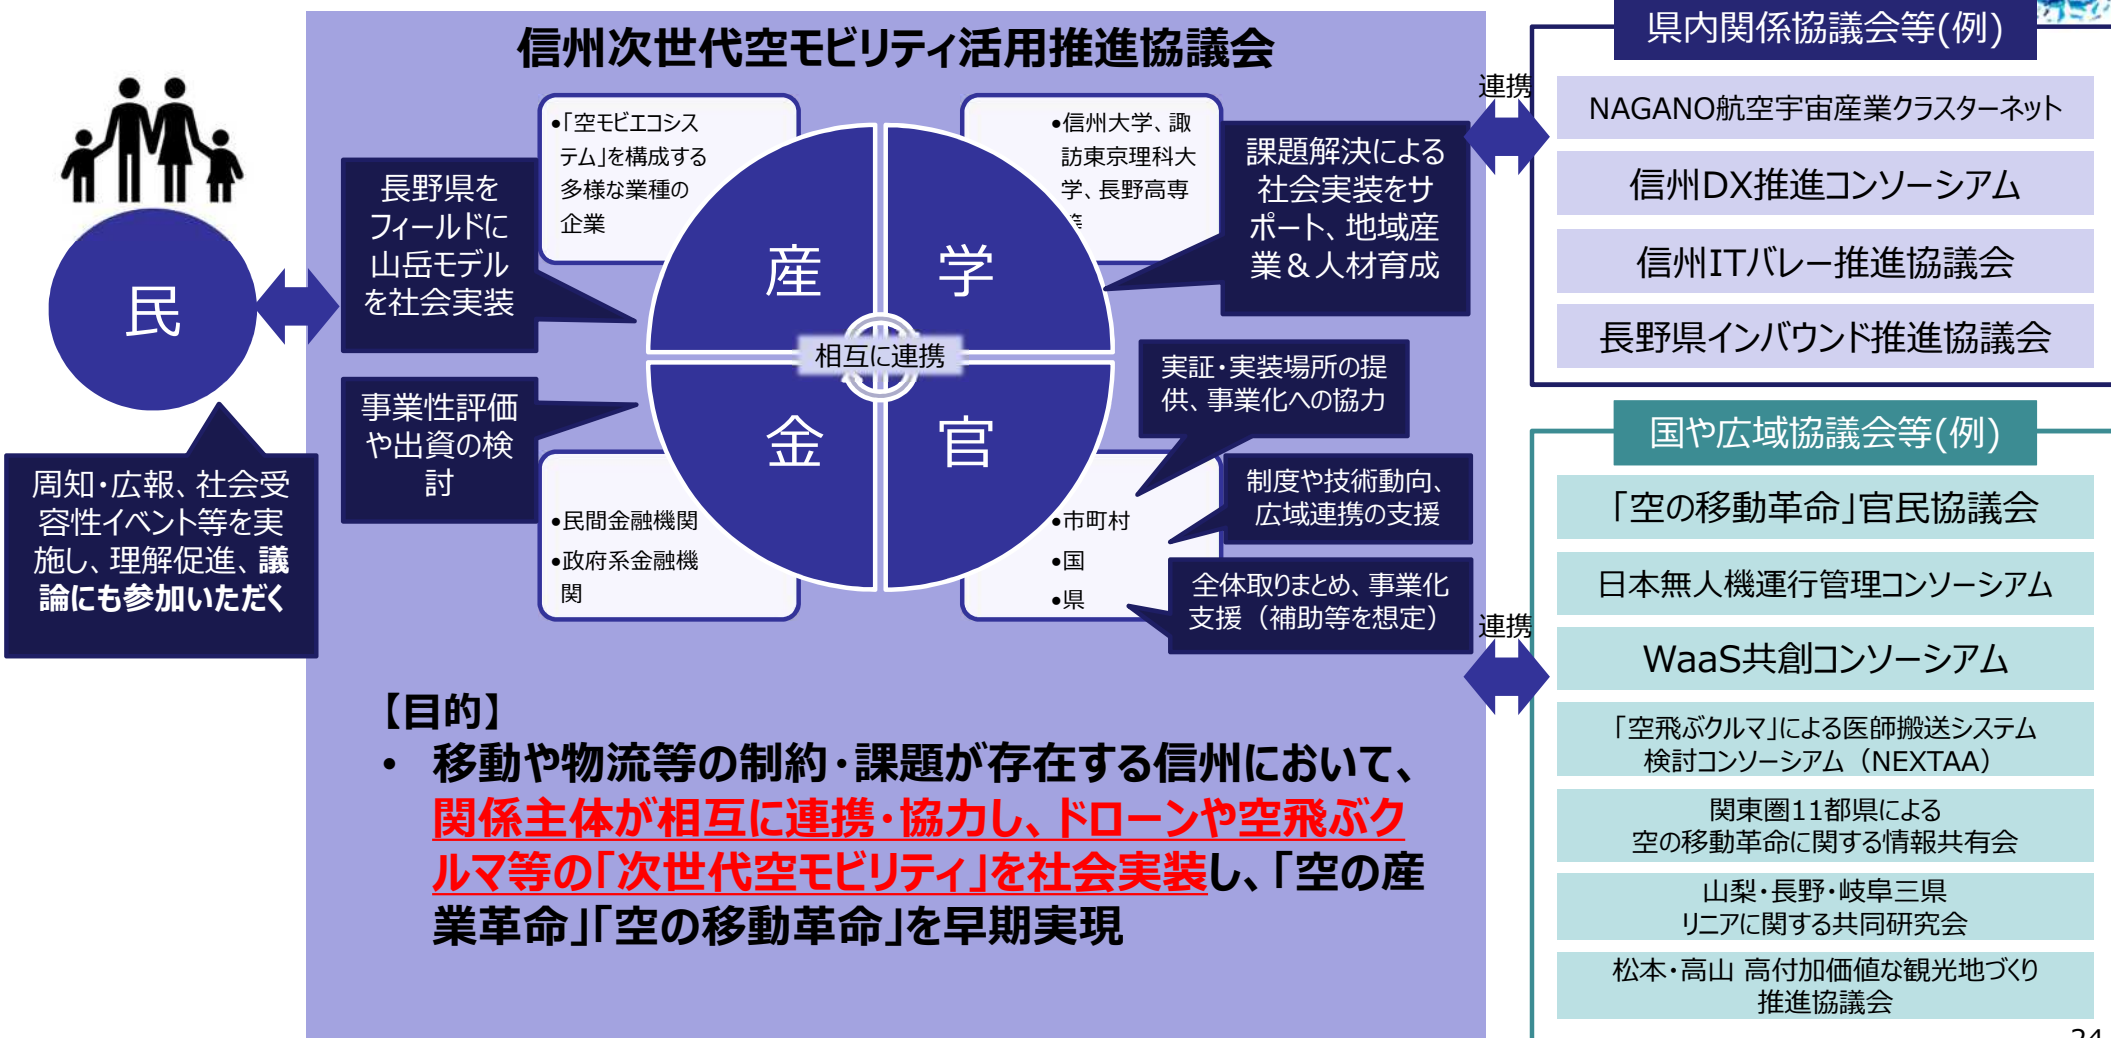 信州次世代空モビリティ活用推進協議会
民
周知・広報、社会受
容性イベント等を実
施し、理解促進、議
論にも参加いただく
長野県を
フィールドに
山岳モデル
を社会実装
•「空モビエコシス
テム」を構成する
多様な業種の
企業
産
•信州大学、諏
訪東京理科大
学、長野高専
学
課題解決による
社会実装をサ
ポート、地域産
業＆人材育成
相互に連携
事業性評価
や出資の検
討
•民間金融機関
•政府系金融機
関
金
官
実証・実装場所の提
供、事業化への協力
制度や技術動向、
広域連携の支援
全体取りまとめ、事業化
支援（補助等を想定）
•市町村
•国
•県
【目的】
• 移動や物流等の制約・課題が存在する信州において、
関係主体が相互に連携・協力し、ドローンや空飛ぶク
ルマ等の「次世代空モビリティ」を社会実装し、「空の産
業革命」「空の移動革命」を早期実現
連携
県内関係協議会等(例)
NAGANO航空宇宙産業クラスターネット
信州DX推進コンソーシアム
信州ITバレー推進協議会
長野県インバウンド推進協議会
連携
国や広域協議会等(例)
「空の移動革命」官民協議会
日本無人機運行管理コンソーシアム
WaaS共創コンソーシアム
「空飛ぶクルマ」による医師搬送システム
検討コンソーシアム（NEXTAA）
関東圏11都県による
空の移動革命に関する情報共有会
山梨・長野・岐阜三県
リニアに関する共同研究会
松本・高山 高付加価値な観光地づくり
推進協議会